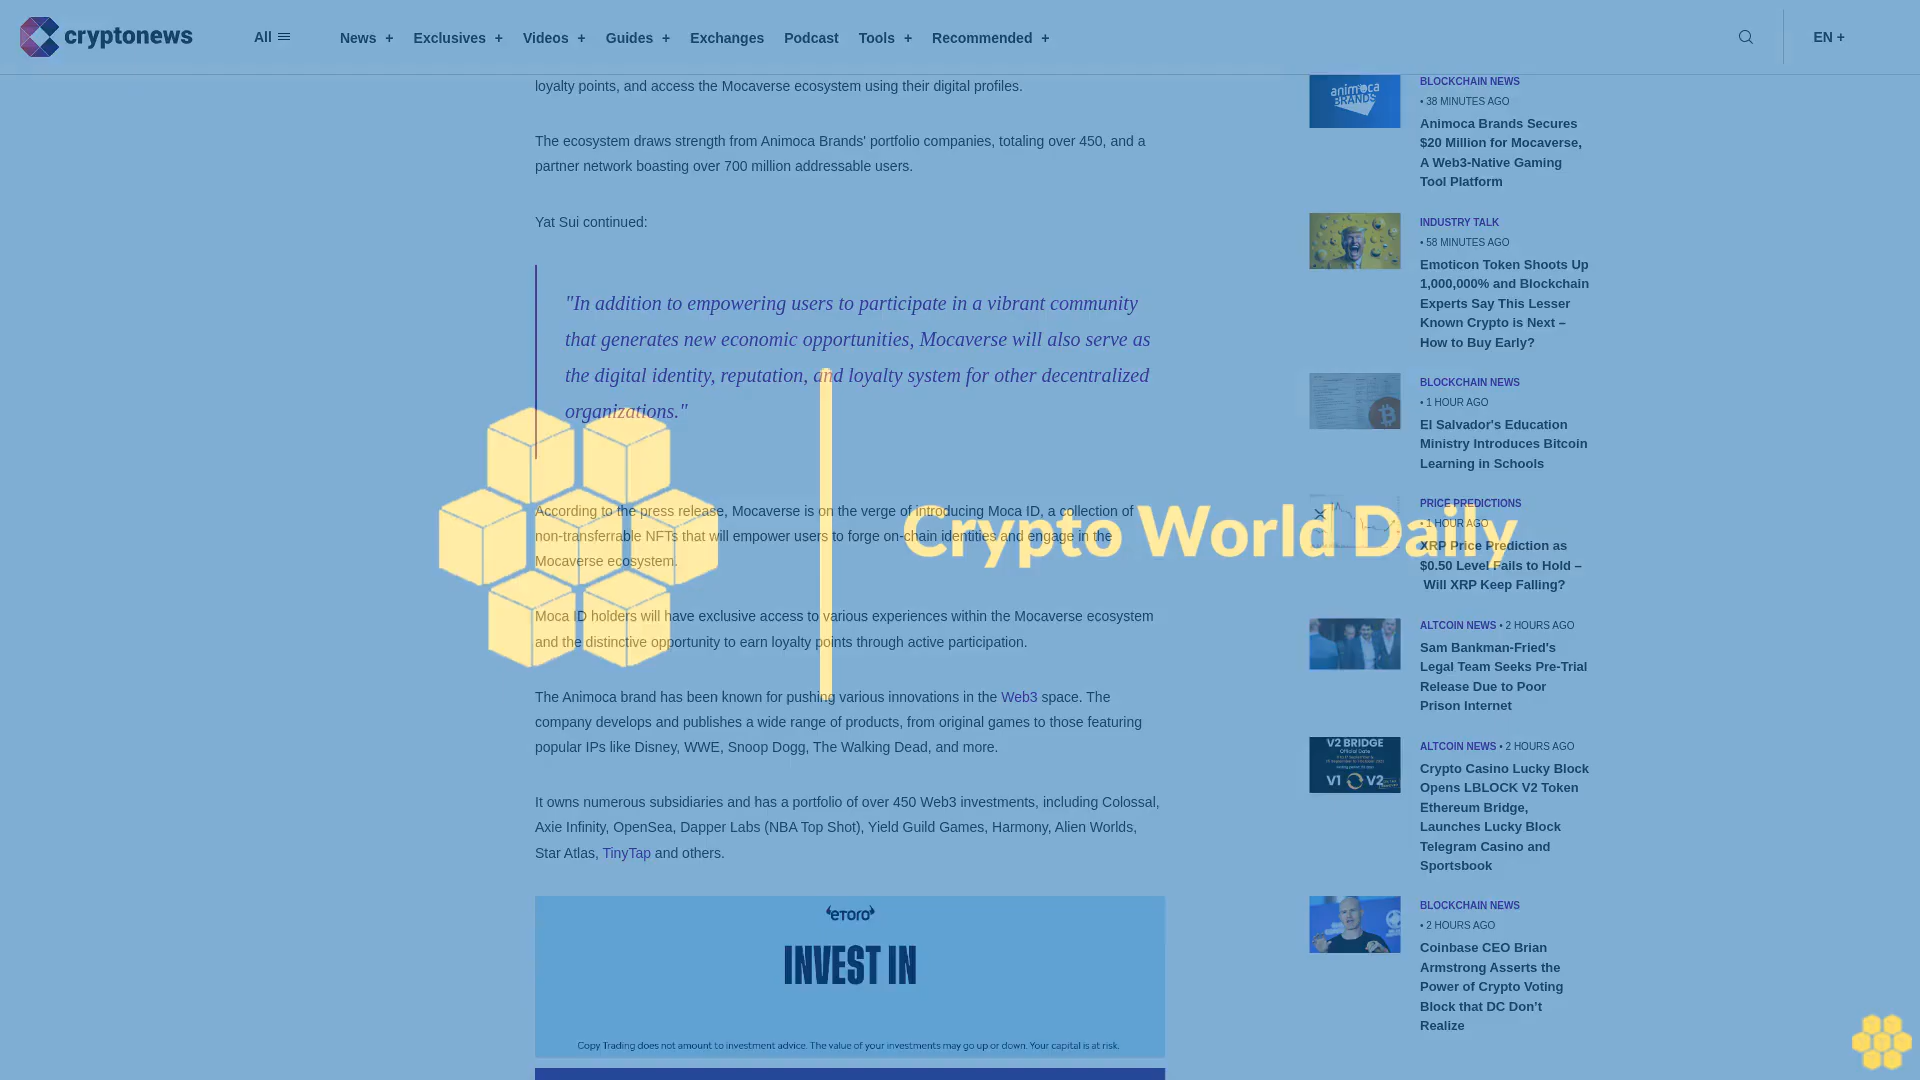 cryptonews
All
News +
Exclusives +
Videos +
Guides +
Exchanges
Podcast
Tools +
Recommended +
EN +
loyalty points, and access the Mocaverse ecosystem using their digital profiles.
The ecosystem draws strength from Animoca Brands' portfolio companies, totaling over 450, and a
partner network boasting over 700 million addressable users.
Yat Sui continued:
"In addition to empowering users to participate in a vibrant community
that generates new economic opportunities, Mocaverse will also serve as
the digital identity, reputation, and loyalty system for other decentralized
organizations."
According to the press release, Mocaverse is on the verge of introducing Moca ID, a collection of
non-transferrable NFTs that will empower users to forge on-chain identities and engage in the
Mocaverse ecosystem.
Moca ID holders will have exclusive access to various experiences within the Mocaverse ecosystem
and the distinctive opportunity to earn loyalty points through active participation.
The Animoca brand has been known for pushing various innovations in the Web3 space. The
company develops and publishes a wide range of products, from original games to those featuring
popular IPs like Disney, WWE, Snoop Dogg, The Walking Dead, and more.
It owns numerous subsidiaries and has a portfolio of over 450 Web3 investments, including Colossal,
Axie Infinity, OpenSea, Dapper Labs (NBA Top Shot), Yield Guild Games, Harmony, Alien Worlds,
Star Atlas, TinyTap and others.
eToro
INVEST IN
Copy Trading does not amount to investment advice. The value of your investments may go up or down. Your capital is at risk.
Crypto World Daily
animoca
BRANDS
BLOCKCHAIN NEWS
• 38 MINUTES AGO
Animoca Brands Secures
$20 Million for Mocaverse,
A Web3-Native Gaming
Tool Platform
INDUSTRY TALK
• 58 MINUTES AGO
Emoticon Token Shoots Up
1,000,000% and Blockchain
Experts Say This Lesser
Known Crypto is Next –
How to Buy Early?
BLOCKCHAIN NEWS
• 1 HOUR AGO
El Salvador's Education
Ministry Introduces Bitcoin
Learning in Schools
PRICE PREDICTIONS
• 1 HOUR AGO
XRP Price Prediction as
$0.50 Level Fails to Hold –
Will XRP Keep Falling?
ALTCOIN NEWS • 2 HOURS AGO
Sam Bankman-Fried's
Legal Team Seeks Pre-Trial
Release Due to Poor
Prison Internet
V2 BRIDGE
V1 V2
ALTCOIN NEWS • 2 HOURS AGO
Crypto Casino Lucky Block
Opens LBLOCK V2 Token
Ethereum Bridge,
Launches Lucky Block
Telegram Casino and
Sportsbook
BLOCKCHAIN NEWS
• 2 HOURS AGO
Coinbase CEO Brian
Armstrong Asserts the
Power of Crypto Voting
Block that DC Don't
Realize